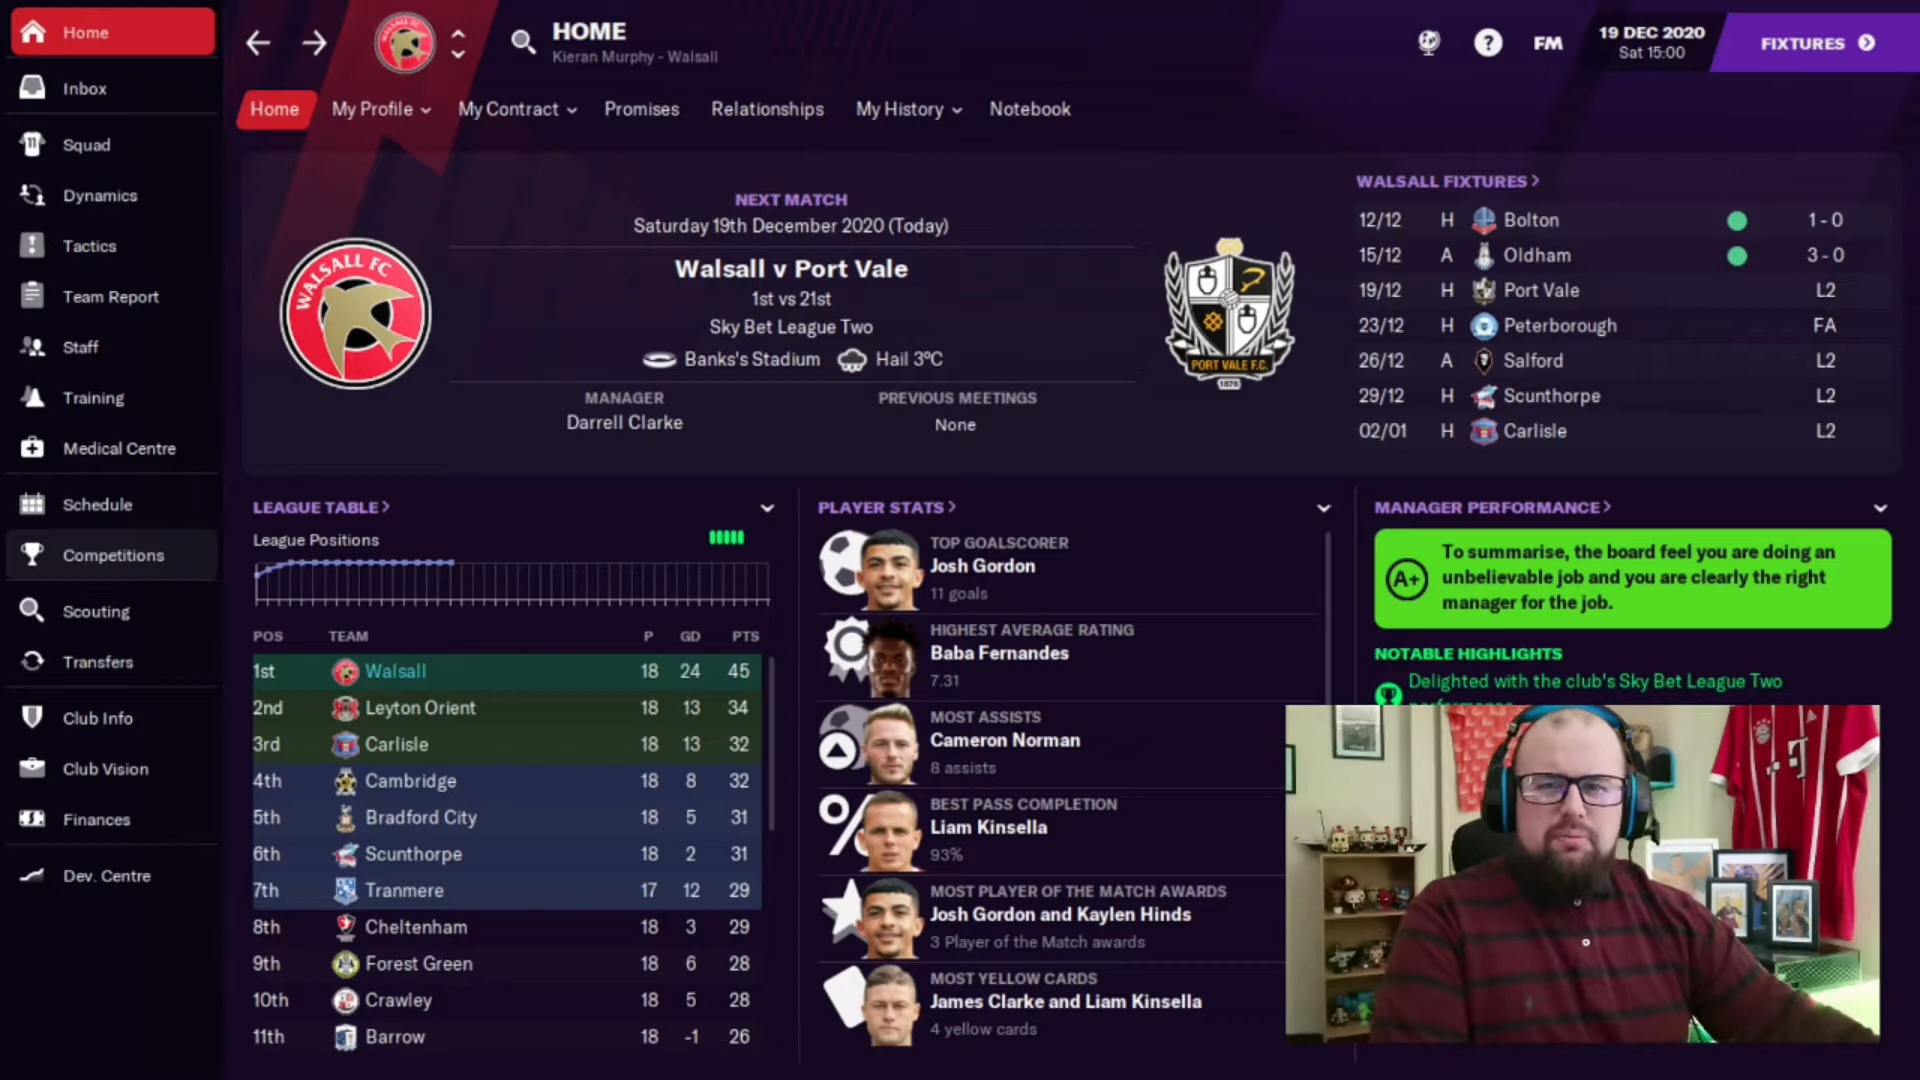 Home
Inbox
Squad
Dynamics
Tactics
Team Report
Staff
Training
Medical Centre
Schedule
Competitions
Scouting
Transfers
Club Info
Club Vision
Finances
Dev. Centre
HOME
Kieran Murphy - Walsall
FM
19 DEC 2020
Sat 15:00
FIXTURES
Home My Profile My Contract Promises Relationships My History Notebook
NEXT MATCH
Saturday 19th December 2020 (Today)
WALSALL FC
Walsall v Port Vale
1st vs 21st
Sky Bet League Two
Banks's Stadium Hail 3°C
MANAGER
Darrell Clarke
PREVIOUS MEETINGS
None
PORT VALE F.C.
1876
WALSALL FIXTURES
12/12 H Bolton 1 - 0
15/12 A Oldham 3 - 0
19/12 H Port Vale L2
23/12 H Peterborough FA
26/12 A Salford L2
29/12 H Scunthorpe L2
02/01 H Carlisle L2
LEAGUE TABLE
League Positions
POS TEAM P GD PTS
1st Walsall 18 24 45
2nd Leyton Orient 18 13 34
3rd Carlisle 18 13 32
4th Cambridge 18 8 32
5th Bradford City 18 5 31
6th Scunthorpe 18 2 31
7th Tranmere 17 12 29
8th Cheltenham 18 3 29
9th Forest Green 18 6 28
10th Crawley 18 5 28
11th Barrow 18 -1 26
PLAYER STATS
TOP GOALSCORER
Josh Gordon
11 goals
HIGHEST AVERAGE RATING
Baba Fernandes
7.31
MOST ASSISTS
Cameron Norman
8 assists
BEST PASS COMPLETION
Liam Kinsella
93%
MOST PLAYER OF THE MATCH AWARDS
Josh Gordon and Kaylen Hinds
3 Player of the Match awards
MOST YELLOW CARDS
James Clarke and Liam Kinsella
4 yellow cards
MANAGER PERFORMANCE
A+
To summarise, the board feel you are doing an
unbelievable job and you are clearly the right
manager for the job.
NOTABLE HIGHLIGHTS
Delighted with the club's Sky Bet League Two